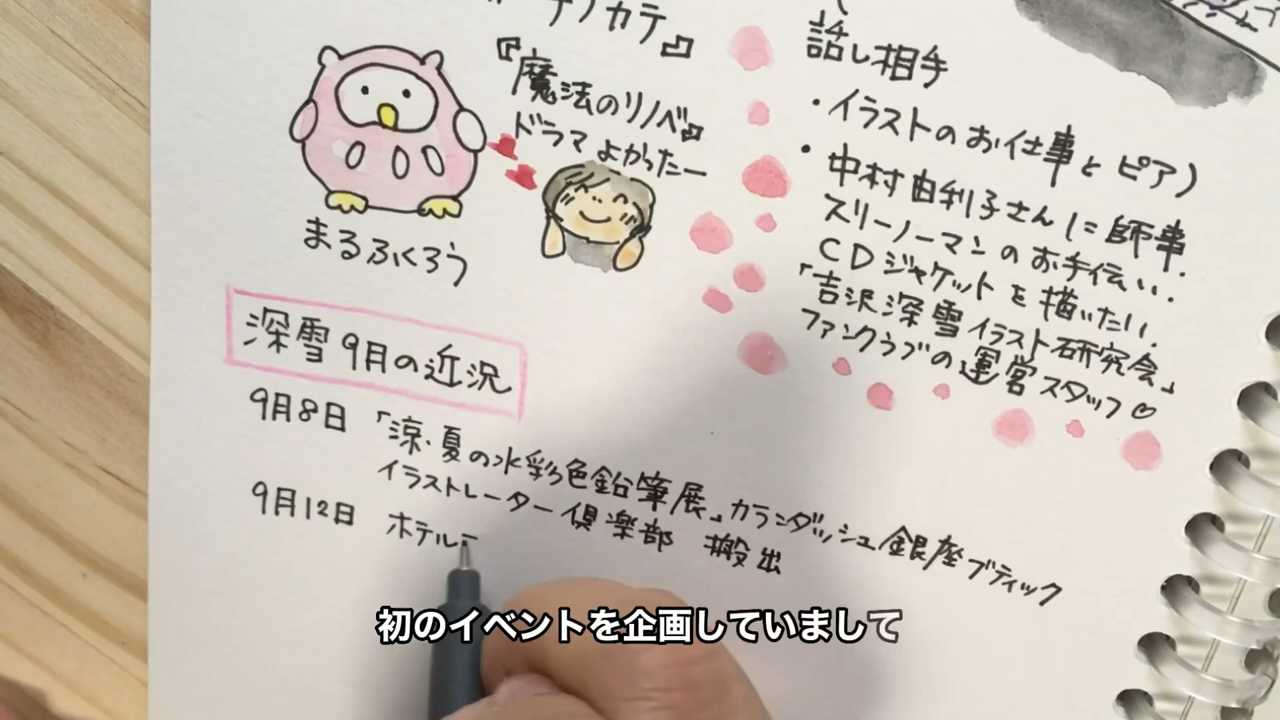 カテ』
『魔法のリノベ』
ドラマ よかったー
まるふくろう
深雪 9月の近況
9月8日 「涼・夏の水彩色鉛筆展」カランダッシュ銀座ブティック
イラストレーター倶楽部 搬出
9月12日 ホテル
話し相手
・イラストのお仕事とピアノ
・中村由利子さんに師事.
スリーノーマンのお手伝い.
CDジャケットを描いたい.
「吉沢深雪イラスト研究会」
ファンクラブの運営スタッフ♡
初のイベントを企画していまして